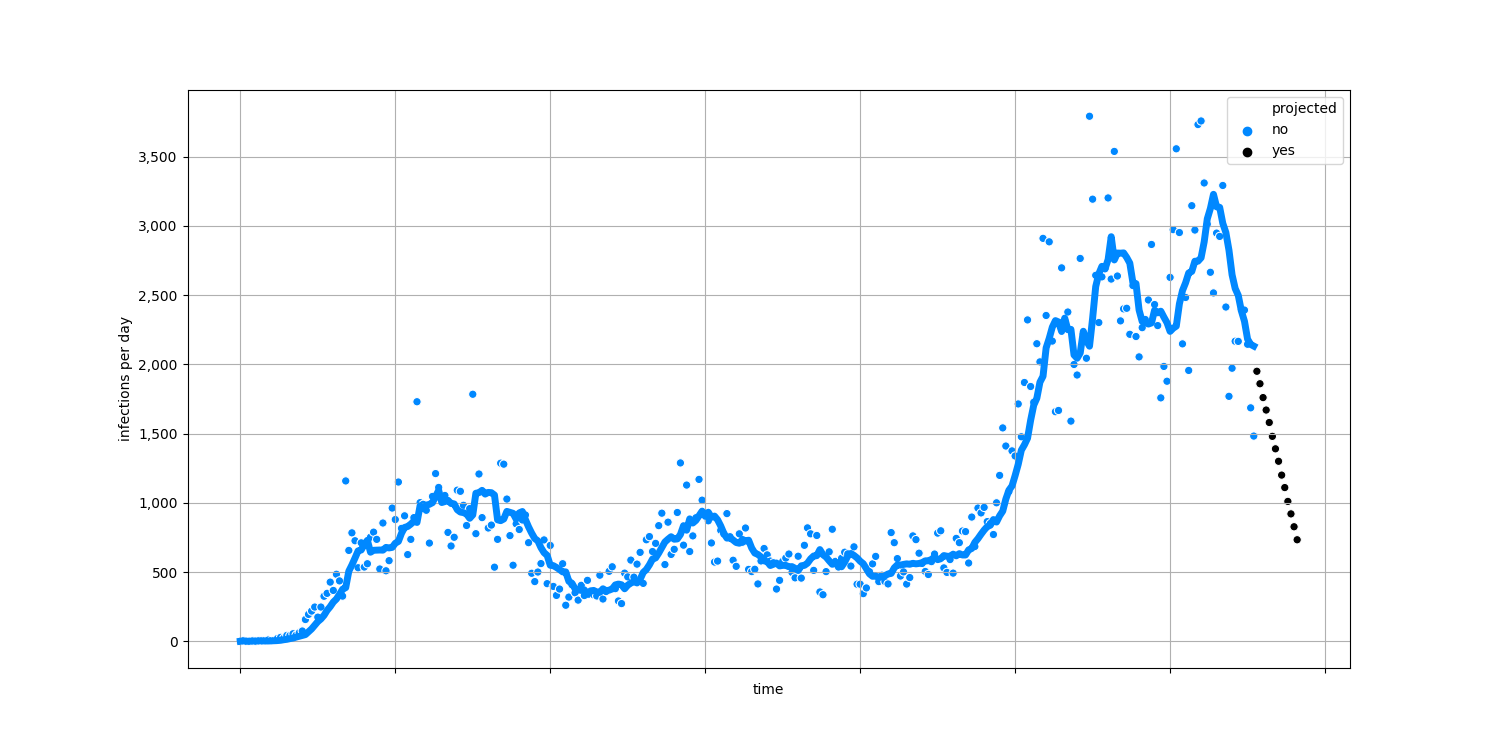 projected
no
yes
3,500
3,000
2,500
2,000
1,500
1,000
500
0
infections per day
time